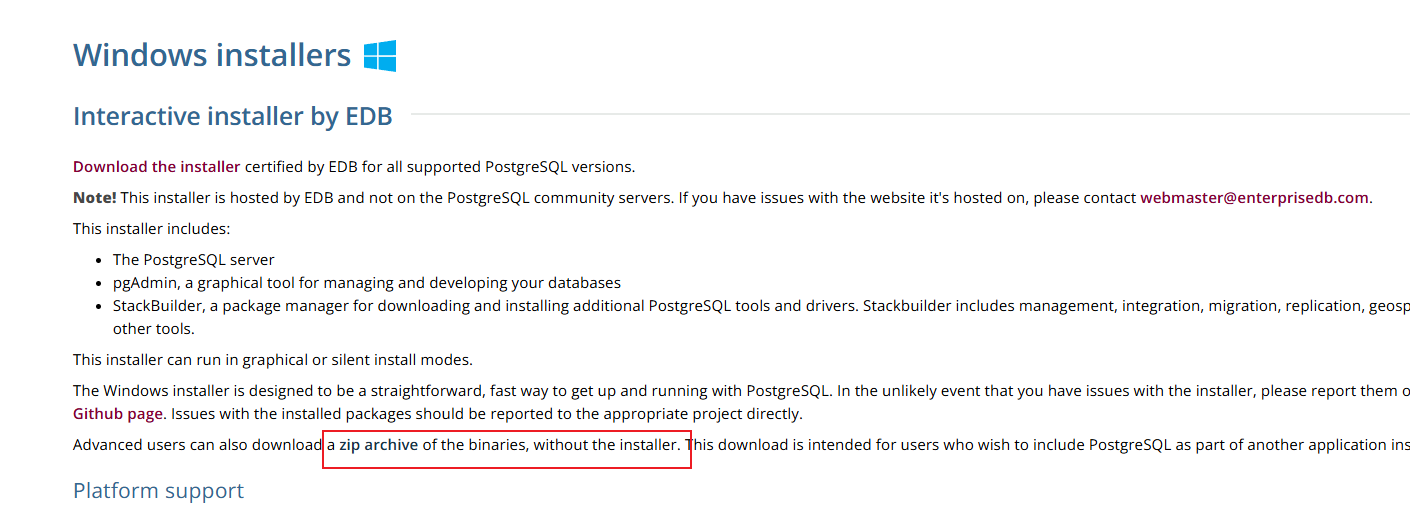 Windows installers
Interactive installer by EDB
Download the installer certified by EDB for all supported PostgreSQL versions.
Note! This installer is hosted by EDB and not on the PostgreSQL community servers. If you have issues with the website it's hosted on, please contact webmaster@enterprisedb.com.
This installer includes:
The PostgreSQL server
pgAdmin, a graphical tool for managing and developing your databases
StackBuilder, a package manager for downloading and installing additional PostgreSQL tools and drivers. Stackbuilder includes management, integration, migration, replication, geosp
other tools.
This installer can run in graphical or silent install modes.
The Windows installer is designed to be a straightforward, fast way to get up and running with PostgreSQL. In the unlikely event that you have issues with the installer, please report them o
Github page. Issues with the installed packages should be reported to the appropriate project directly.
Advanced users can also download a zip archive of the binaries, without the installer. This download is intended for users who wish to include PostgreSQL as part of another application ins
Platform support